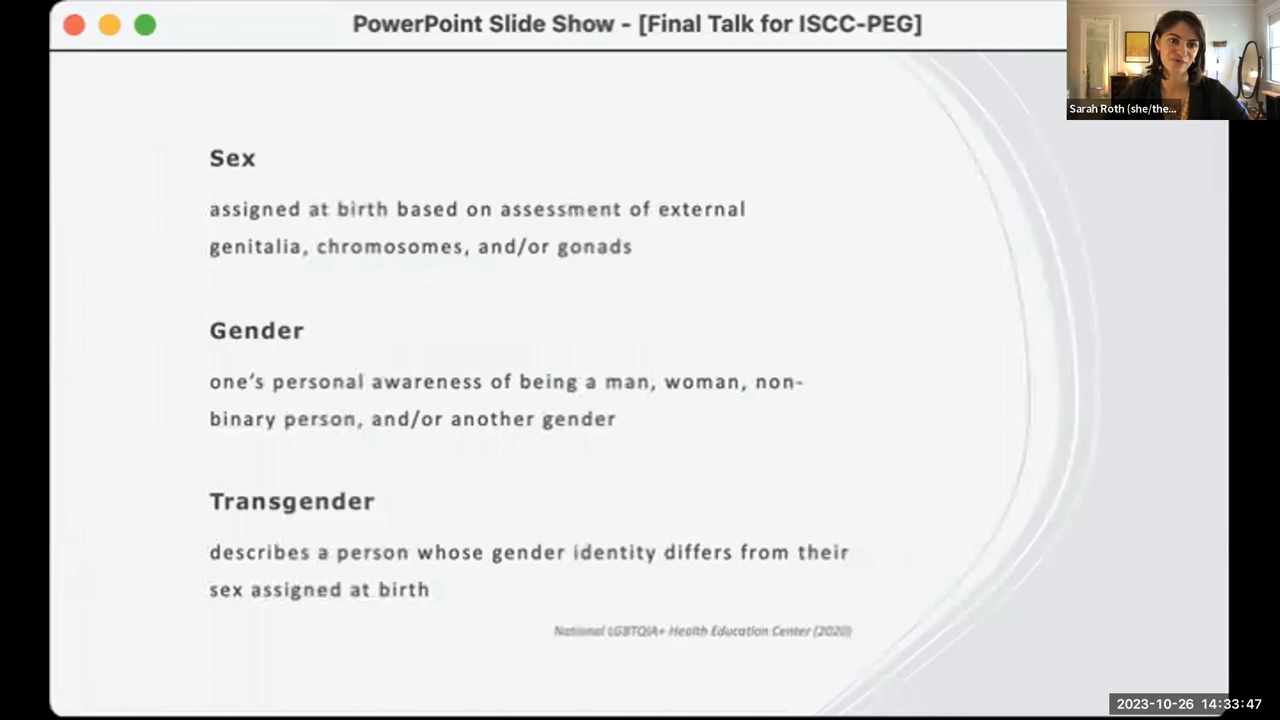 PowerPoint Slide Show - [Final Talk for ISCC-PEG]
Sarah Roth (she/the...
Sex
assigned at birth based on assessment of external
genitalia, chromosomes, and/or gonads
Gender
one's personal awareness of being a man, woman, non-
binary person, and/or another gender
Transgender
describes a person whose gender identity differs from their
sex assigned at birth
National LGBTQIA+ Health Education Center (2020)
2023-10-26 14:33:47